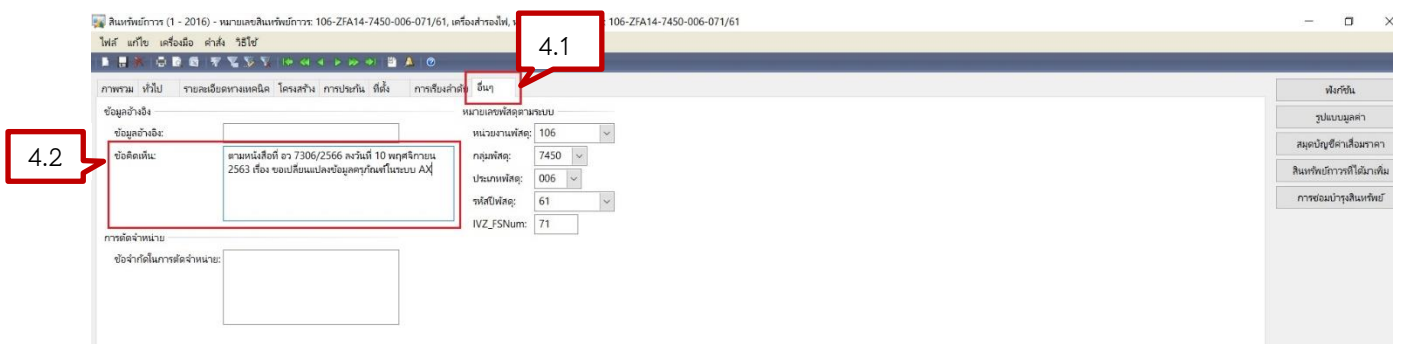 สินทรัพย์ถาวร (1 - 2016) - หมายเลขสินทรัพย์ถาวร: 106-ZFA14-7450-006-071/61, เครื่องสำรองไฟ, 106-ZFA14-7450-006-071/61
ไฟล์ แก้ไข เครื่องมือ คำสั่ง วิธีใช้
4.1
ภาพรวม ทั่วไป รายละเอียดทางเทคนิค โครงสร้าง การประกัน ที่ตั้ง การเรียงลำดับ อื่นๆ
ฟังก์ชัน
ข้อมูลอ้างอิง
หมายเลขพัสดุตามระบบ
รูปแบบมูลค่า
ข้อมูลอ้างอิง:
หน่วยงานพัสดุ: 106
สมุดบัญชีค่าเสื่อมราคา
4.2
ข้อคิดเห็น:
ตามหนังสือที่ อว 7306/2566 ลงวันที่ 10 พฤศจิกายน
2563 เรื่อง ขอเปลี่ยนแปลงข้อมูลครุภัณฑ์ในระบบ AX
กลุ่มพัสดุ: 7450
สินทรัพย์ถาวรที่ได้มาเพิ่ม
ประเภทพัสดุ: 006
การซ่อมบำรุงสินทรัพย์
รหัสปีพัสดุ: 61
IVZ_FSNum: 71
การตัดจำหน่าย
ข้อจำกัดในการตัดจำหน่าย: